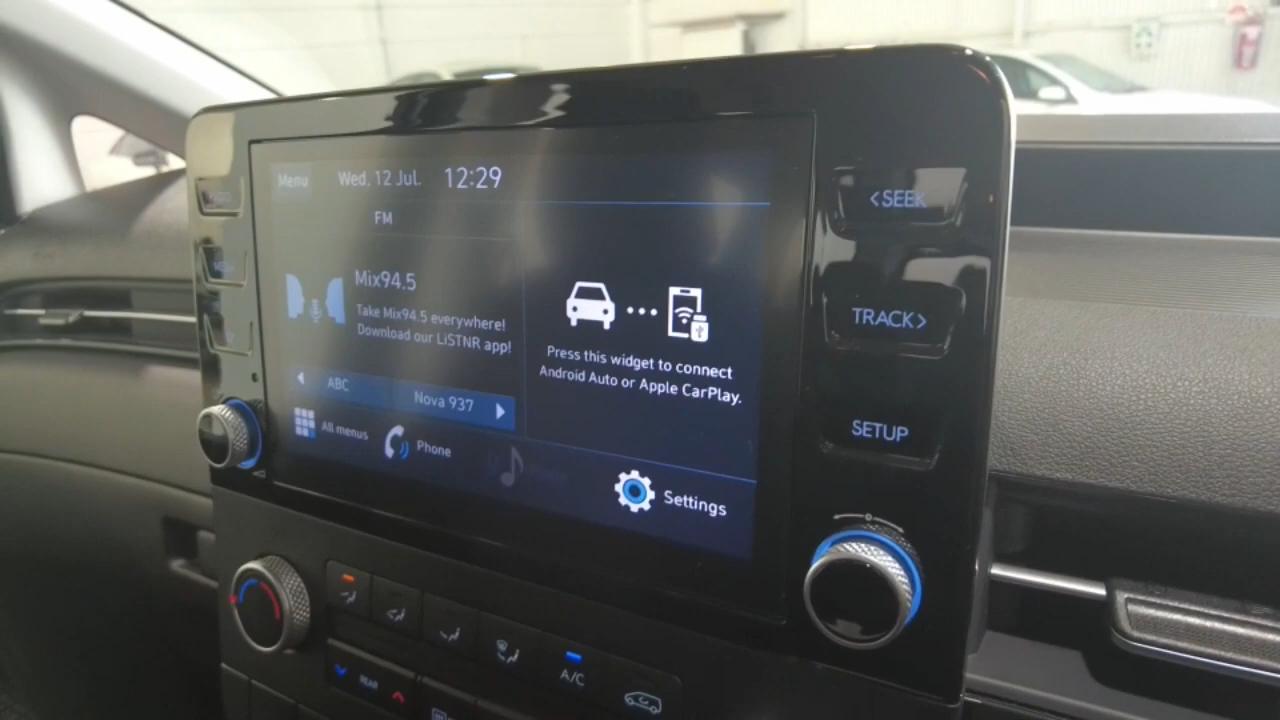 Menu
Wed. 12 Jul.
12:29
FM
Mix94.5
Take Mix94.5 everywhere!
Download our LiSTNR app!
ABC
Nova 937
Press this widget to connect
Android Auto or Apple CarPlay.
All menus
Phone
Settings
< SEEK
TRACK >
SETUP
A/C
REAR